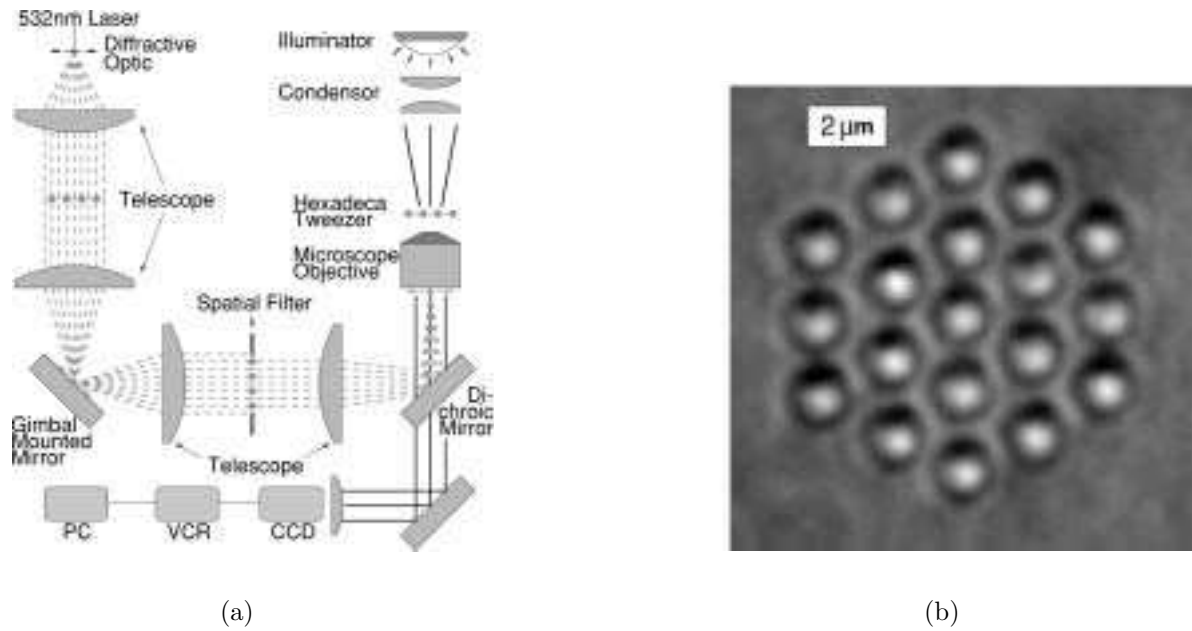 532nm Laser
Diffractive
Optic
Telescope
Gimbal
Mounted
Mirror
Spatial Filter
Telescope
Illuminator
Condensor
Hexadeca
Tweezer
Microscope
Objective
Di-
chroic
Mirror
PC
VCR
CCD
2 µm
(a)
(b)